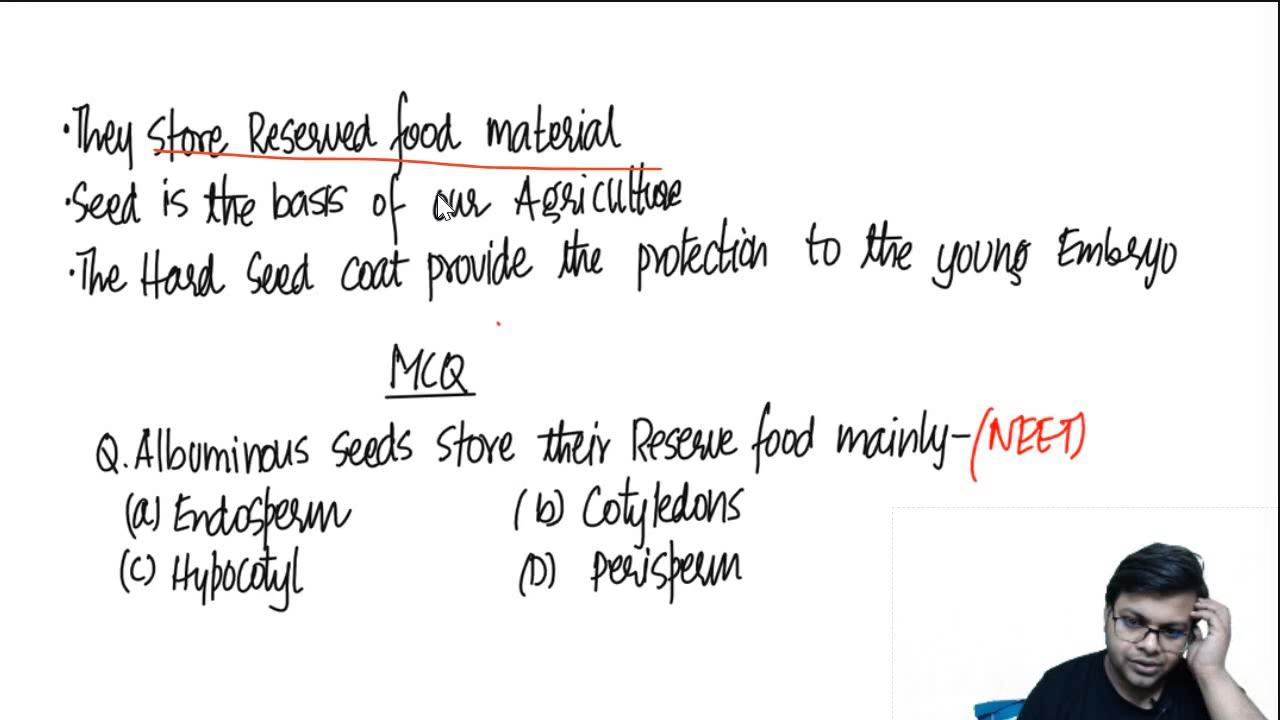 •They store Reserved food material
•Seed is the basis of our Agriculture
•The Hard Seed coat provide the protection to the young Embryo
MCQ
Q. Albuminous seeds store their Reserve food mainly-(NEET)
(a) Endosperm (b) Cotyledons
(C) Hypocotyl (D) Perisperm